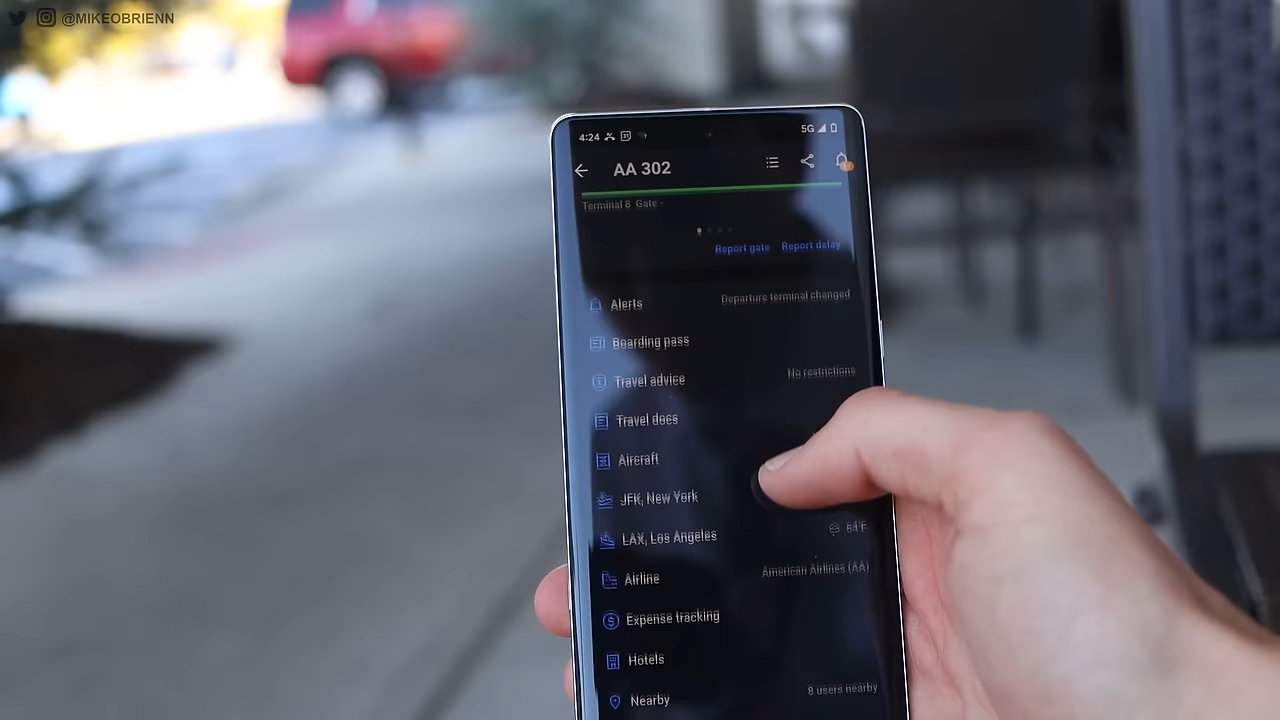 @MIKEOBRIENN
4:24 31 5G
AA 302
Terminal 8 Gate -
Report gate Report delay
Alerts Departure terminal changed
Boarding pass
Travel advice No restrictions
Travel docs
Aircraft
JFK, New York
LAX, Los Angeles
Airline American Airlines (AA)
Expense tracking
Hotels
Nearby 8 users nearby